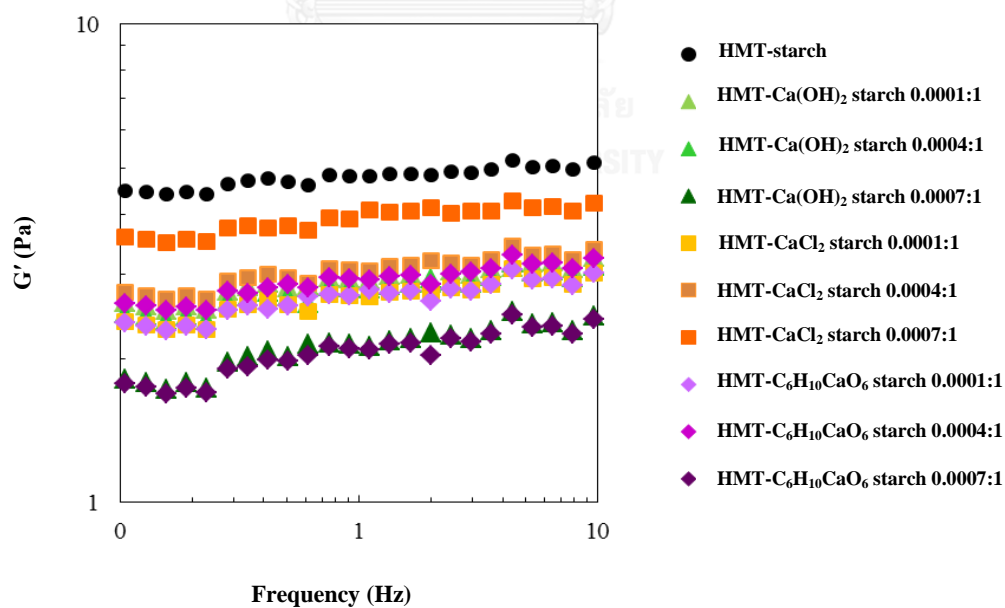 10
HMT-starch
HMT-Ca(OH)₂ starch 0.0001:1
ลัย
HMT-Ca(OH)₂ starch 0.0004:1
SITY
HMT-Ca(OH)₂ starch 0.0007:1
G′ (Pa)
HMT-CaCl₂ starch 0.0001:1
HMT-CaCl₂ starch 0.0004:1
HMT-CaCl₂ starch 0.0007:1
HMT-C₆H₁₀CaO₆ starch 0.0001:1
HMT-C₆H₁₀CaO₆ starch 0.0004:1
HMT-C₆H₁₀CaO₆ starch 0.0007:1
1
0 1 10
Frequency (Hz)